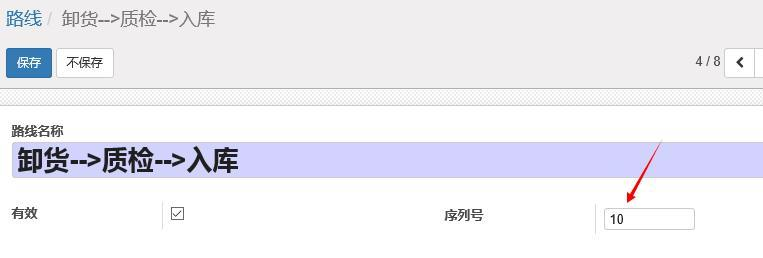 路线 / 卸货-->质检-->入库
保存 不保存 4 / 8
路线名称
卸货-->质检-->入库
有效 序列号 10